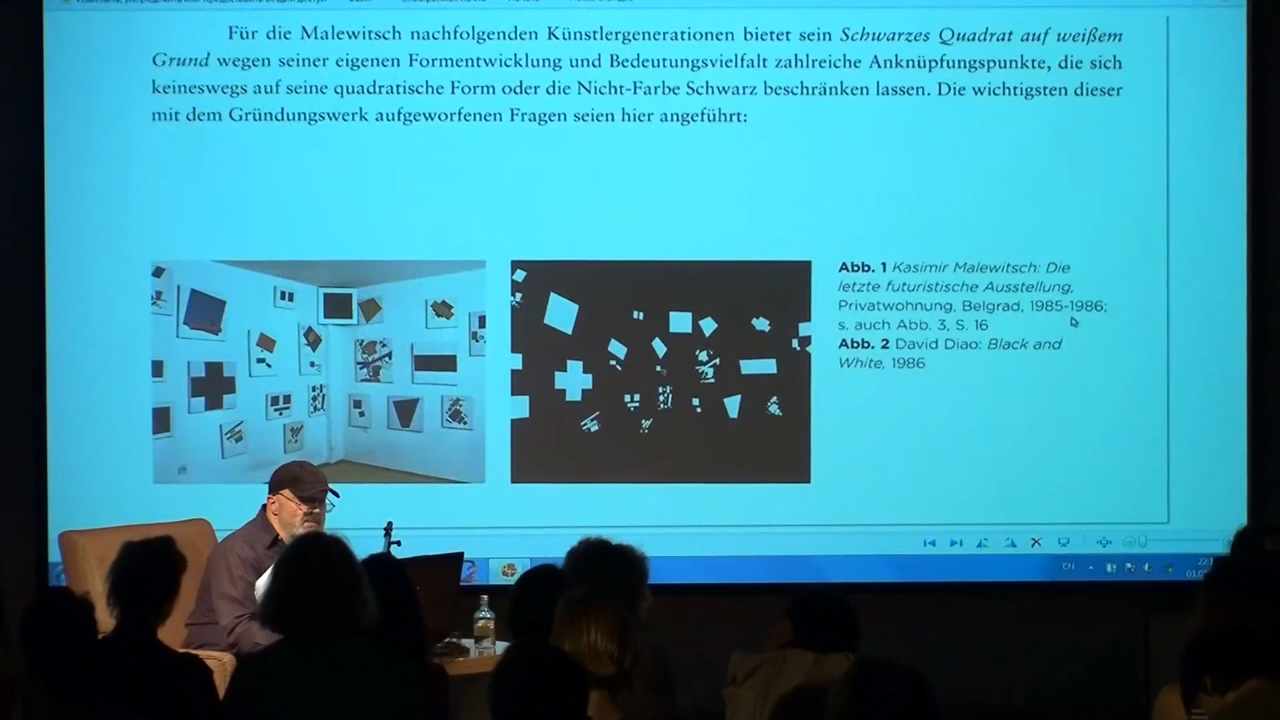 Für die Malewitsch nachfolgenden Künstlergenerationen bietet sein Schwarzes Quadrat auf weißem
Grund wegen seiner eigenen Formentwicklung und Bedeutungsvielfalt zahlreiche Anknüpfungspunkte, die sich
keineswegs auf seine quadratische Form oder die Nicht-Farbe Schwarz beschränken lassen. Die wichtigsten dieser
mit dem Gründungswerk aufgeworfenen Fragen seien hier angeführt:
Abb. 1 Kasimir Malewitsch: Die
letzte futuristische Ausstellung,
Privatwohnung, Belgrad, 1985-1986;
s. auch Abb. 3, S. 16
Abb. 2 David Diao: Black and
White, 1986
EN